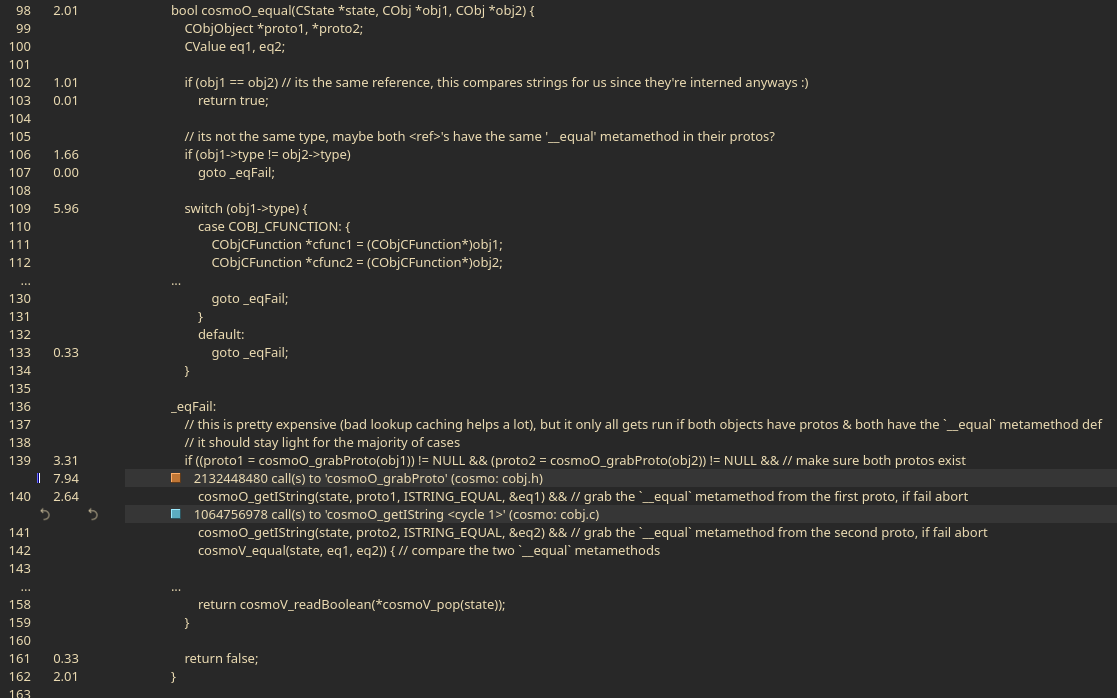 98 2.01 bool cosmoO_equal(CState *state, CObj *obj1, CObj *obj2) {
99 CObjObject *proto1, *proto2;
100 CValue eq1, eq2;
101
102 1.01 if (obj1 == obj2) // its the same reference, this compares strings for us since they're interned anyways :)
103 0.01 return true;
104
105 // its not the same type, maybe both <ref>'s have the same '__equal' metamethod in their protos?
106 1.66 if (obj1->type != obj2->type)
107 0.00 goto _eqFail;
108
109 5.96 switch (obj1->type) {
110 case COBJ_CFUNCTION: {
111 CObjCFunction *cfunc1 = (CObjCFunction*)obj1;
112 CObjCFunction *cfunc2 = (CObjCFunction*)obj2;
... ...
130 goto _eqFail;
131 }
132 default:
133 0.33 goto _eqFail;
134 }
135
136 _eqFail:
137 // this is pretty expensive (bad lookup caching helps a lot), but it only all gets run if both objects have protos & both have the `__equal` metamethod def
138 // it should stay light for the majority of cases
139 3.31 if ((proto1 = cosmoO_grabProto(obj1)) != NULL && (proto2 = cosmoO_grabProto(obj2)) != NULL && // make sure both protos exist
7.94 2132448480 call(s) to 'cosmoO_grabProto' (cosmo: cobj.h)
140 2.64 cosmoO_getIString(state, proto1, ISTRING_EQUAL, &eq1) && // grab the `__equal` metamethod from the first proto, if fail abort
1064756978 call(s) to 'cosmoO_getIString <cycle 1>' (cosmo: cobj.c)
141 cosmoO_getIString(state, proto2, ISTRING_EQUAL, &eq2) && // grab the `__equal` metamethod from the second proto, if fail abort
142 cosmoV_equal(state, eq1, eq2)) { // compare the two `__equal` metamethods
143
... ...
158 return cosmoV_readBoolean(*cosmoV_pop(state));
159 }
160
161 0.33 return false;
162 2.01 }
163